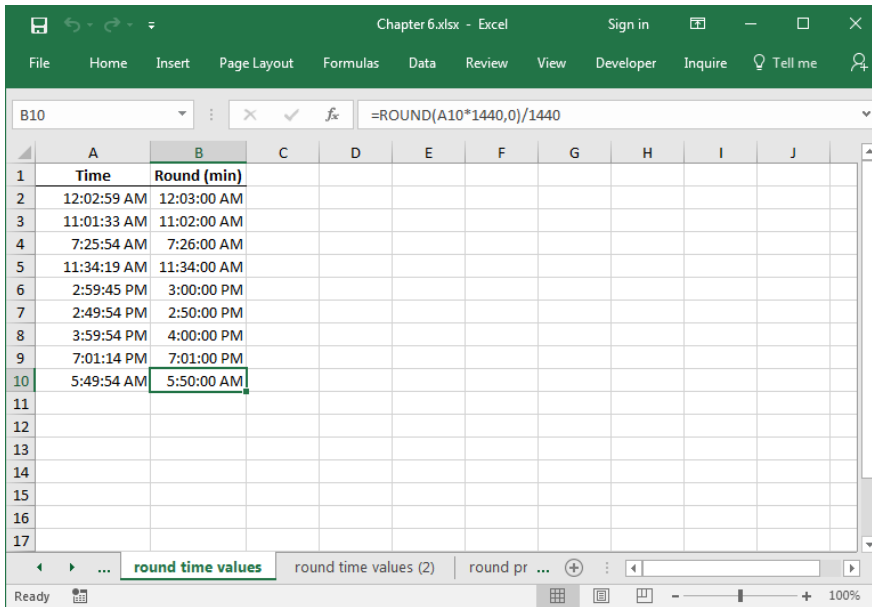 Chapter 6.xlsx - Excel Sign in
File Home Insert Page Layout Formulas Data Review View Developer Inquire Tell me
B10 fx =ROUND(A10*1440,0)/1440
A B C D E F G H I J
1 Time Round (min)
2 12:02:59 AM 12:03:00 AM
3 11:01:33 AM 11:02:00 AM
4 7:25:54 AM 7:26:00 AM
5 11:34:19 AM 11:34:00 AM
6 2:59:45 PM 3:00:00 PM
7 2:49:54 PM 2:50:00 PM
8 3:59:54 PM 4:00:00 PM
9 7:01:14 PM 7:01:00 PM
10 5:49:54 AM 5:50:00 AM
11
12
13
14
15
16
17
... round time values round time values (2) round pr ...
Ready 100%